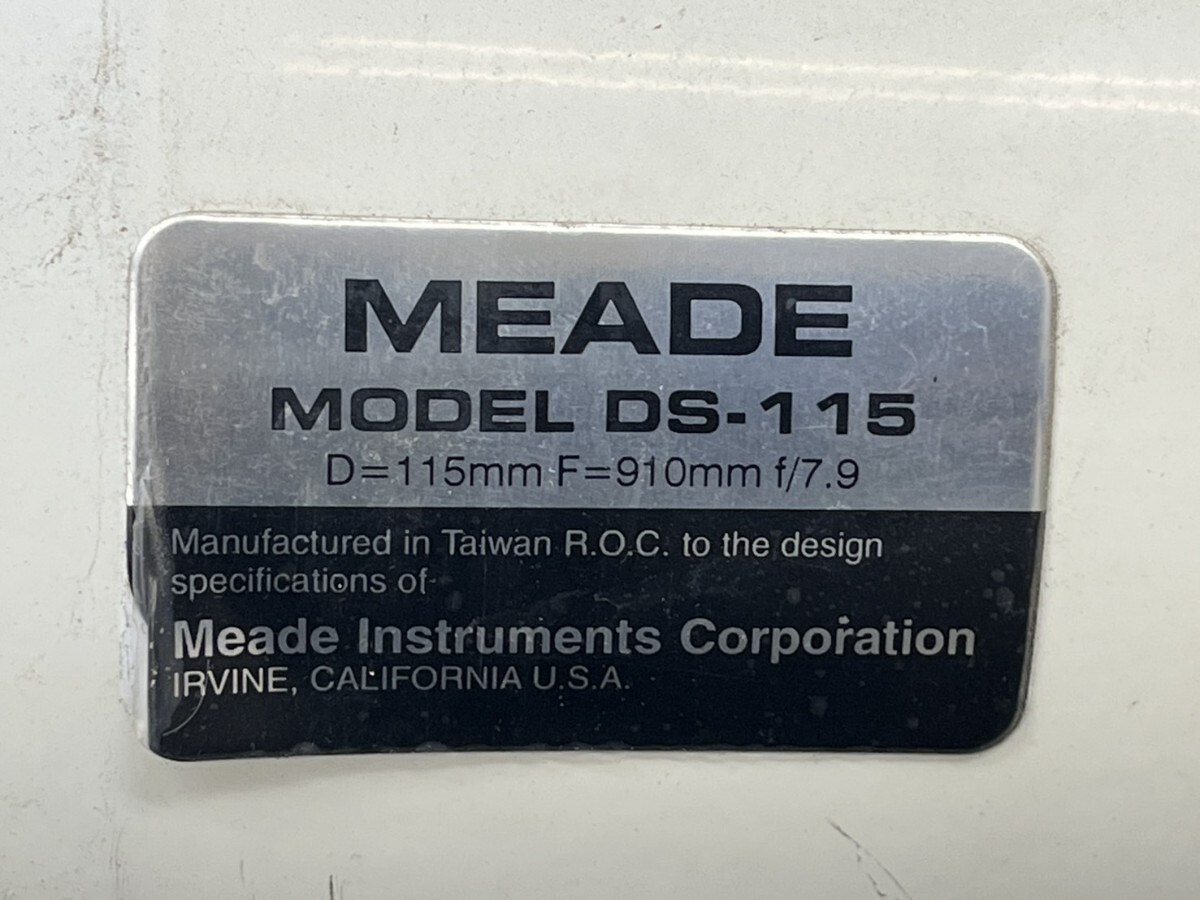 MEADE
MODEL DS-115
D=115mm F=910mm f/7.9
Manufactured in Taiwan R.O.C. to the design
specifications of
Meade Instruments Corporation
IRVINE, CALIFORNIA U.S.A.